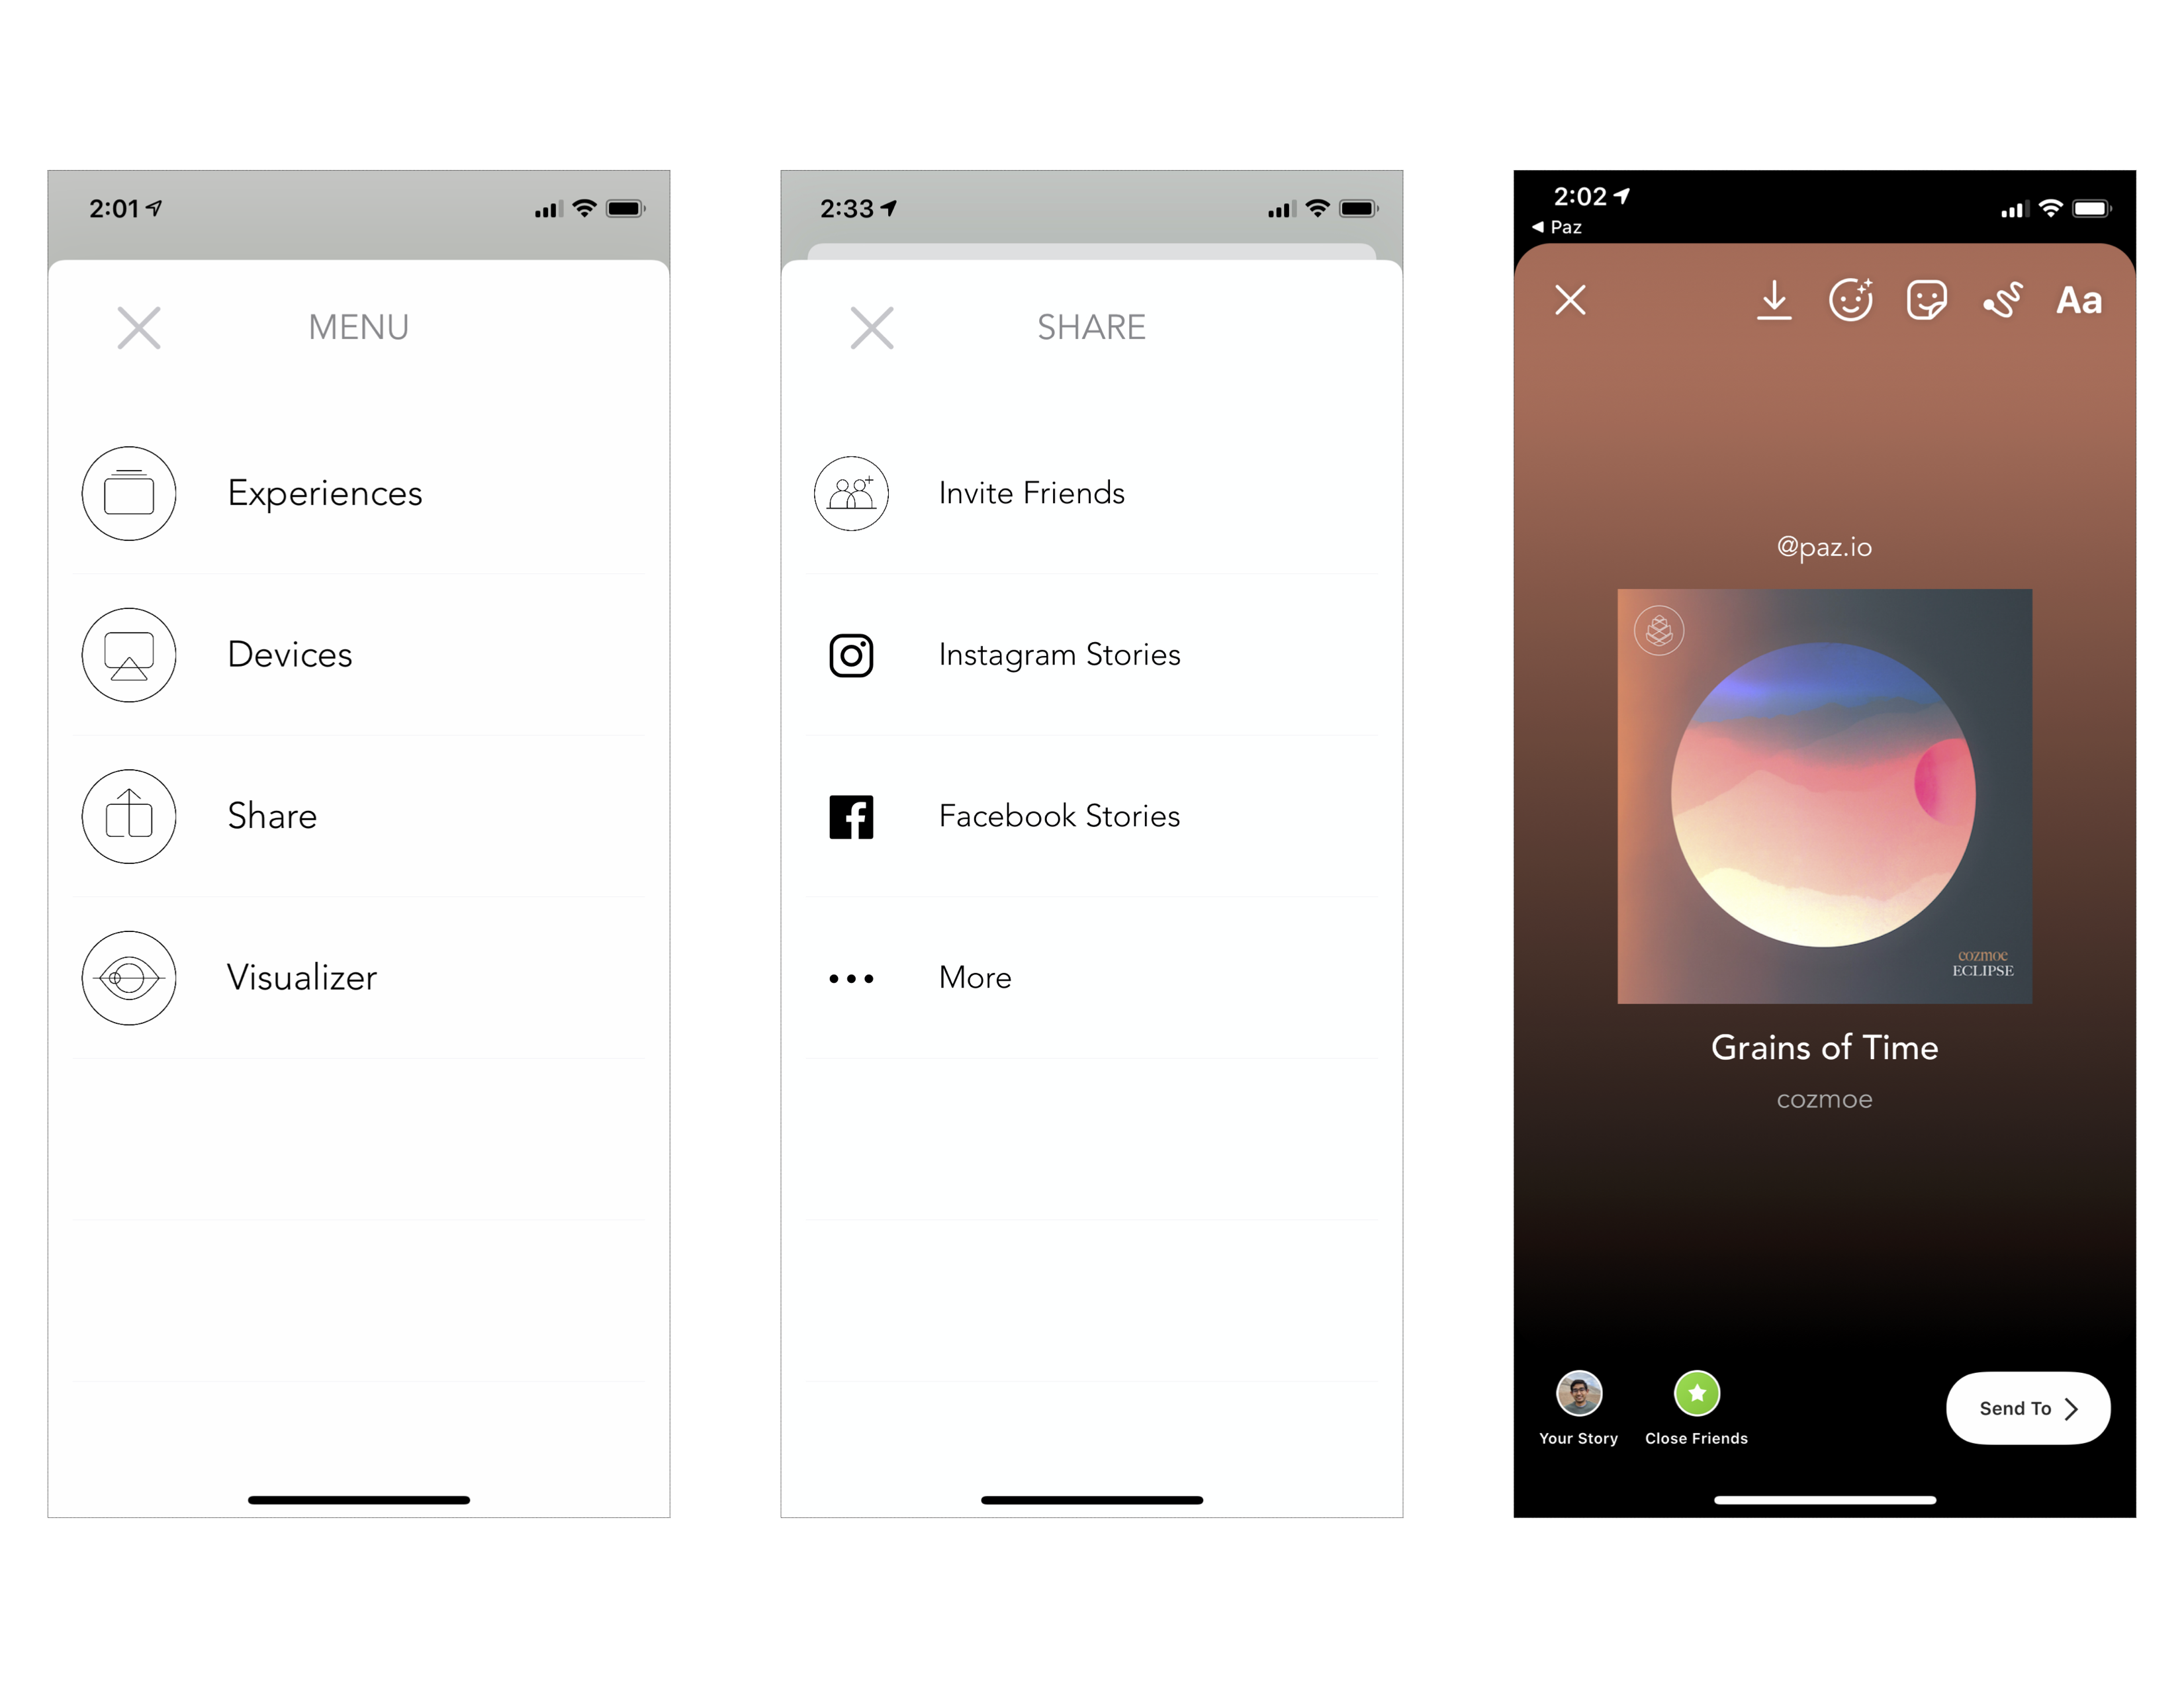 2:01
MENU
Experiences
Devices
Share
Visualizer
2:33
SHARE
Invite Friends
Instagram Stories
Facebook Stories
More
2:02
◀ Paz
Aa
@paz.io
cozmoe
ECLIPSE
Grains of Time
cozmoe
Your Story
Close Friends
Send To